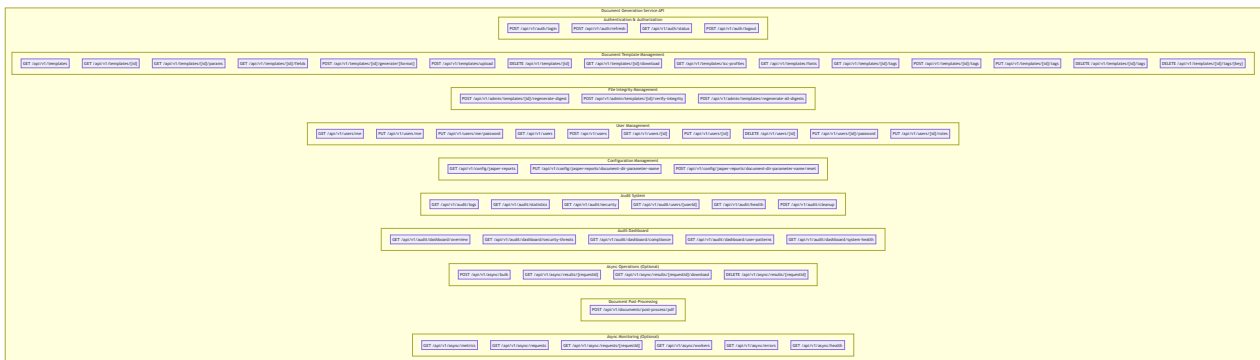 Document Generation Service API
Authentication & Authorization
POST /api/v1/auth/login POST /api/v1/auth/refresh GET /api/v1/auth/status POST /api/v1/auth/logout
Document Template Management
GET /api/v1/templates GET /api/v1/templates/{id} GET /api/v1/templates/{id}/params GET /api/v1/templates/{id}/fields POST /api/v1/templates/{id}/generate/{format} POST /api/v1/templates/upload DELETE /api/v1/templates/{id} GET /api/v1/templates/{id}/download GET /api/v1/templates/icc-profiles GET /api/v1/templates/fonts GET /api/v1/templates/{id}/tags POST /api/v1/templates/{id}/tags PUT /api/v1/templates/{id}/tags DELETE /api/v1/templates/{id}/tags DELETE /api/v1/templates/{id}/tags/{key}
File Integrity Management
POST /api/v1/admin/templates/{id}/regenerate-digest POST /api/v1/admin/templates/{id}/verify-integrity POST /api/v1/admin/templates/regenerate-all-digests
User Management
GET /api/v1/users/me PUT /api/v1/users/me PUT /api/v1/users/me/password GET /api/v1/users POST /api/v1/users GET /api/v1/users/{id} PUT /api/v1/users/{id} DELETE /api/v1/users/{id} PUT /api/v1/users/{id}/password PUT /api/v1/users/{id}/roles
Configuration Management
GET /api/v1/config/jasper-reports PUT /api/v1/config/jasper-reports/document-dir-parameter-name POST /api/v1/config/jasper-reports/document-dir-parameter-name/reset
Audit System
GET /api/v1/audit/logs GET /api/v1/audit/statistics GET /api/v1/audit/security GET /api/v1/audit/users/{userId} GET /api/v1/audit/health POST /api/v1/audit/cleanup
Audit Dashboard
GET /api/v1/audit/dashboard/overview GET /api/v1/audit/dashboard/security-threats GET /api/v1/audit/dashboard/compliance GET /api/v1/audit/dashboard/user-patterns GET /api/v1/audit/dashboard/system-health
Async Operations (Optional)
POST /api/v1/async/bulk GET /api/v1/async/results/{requestId} GET /api/v1/async/results/{requestId}/download DELETE /api/v1/async/results/{requestId}
Document Post-Processing
POST /api/v1/documents/post-process/pdf
Async Monitoring (Optional)
GET /api/v1/async/metrics GET /api/v1/async/requests GET /api/v1/async/requests/{requestId} GET /api/v1/async/workers GET /api/v1/async/errors GET /api/v1/async/health